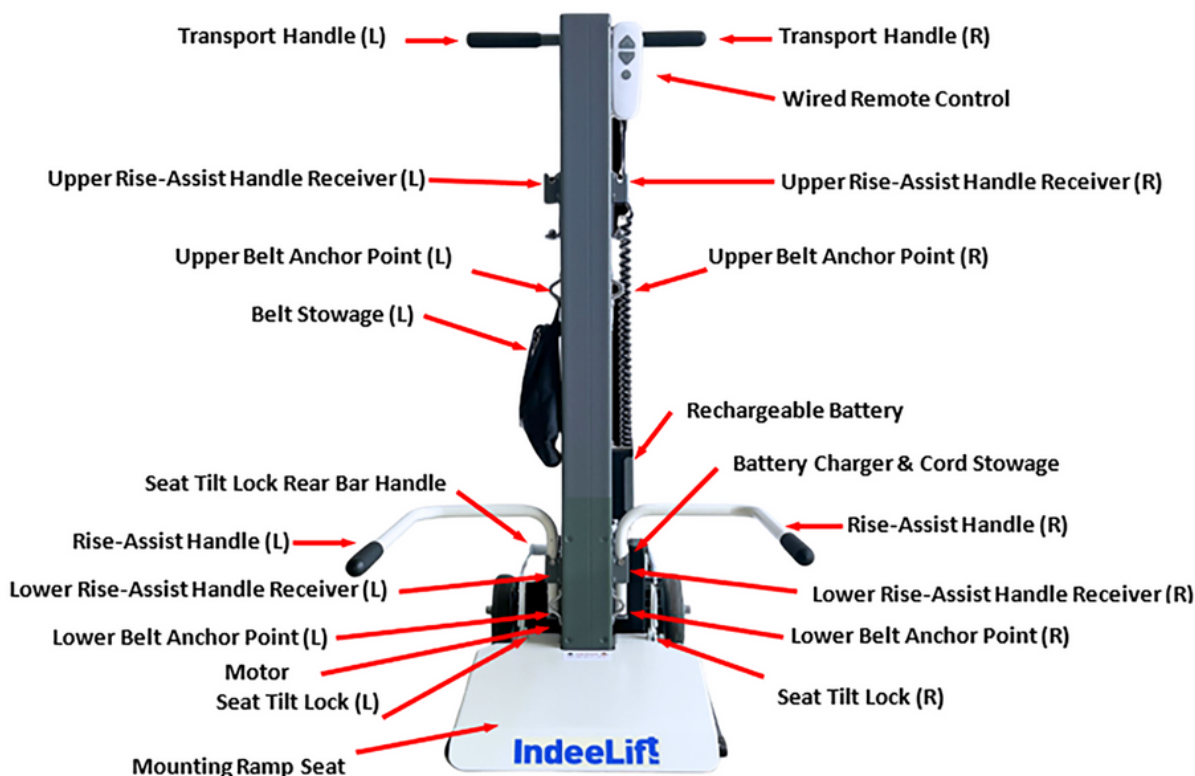 Transport Handle (L)
Transport Handle (R)
Wired Remote Control
Upper Rise-Assist Handle Receiver (L)
Upper Rise-Assist Handle Receiver (R)
Upper Belt Anchor Point (L)
Upper Belt Anchor Point (R)
Belt Stowage (L)
Rechargeable Battery
Battery Charger & Cord Stowage
Seat Tilt Lock Rear Bar Handle
Rise-Assist Handle (R)
Rise-Assist Handle (L)
Lower Rise-Assist Handle Receiver (L)
Lower Rise-Assist Handle Receiver (R)
Lower Belt Anchor Point (L)
Lower Belt Anchor Point (R)
Motor
Seat Tilt Lock (L)
Seat Tilt Lock (R)
IndeeLift
Mounting Ramp Seat